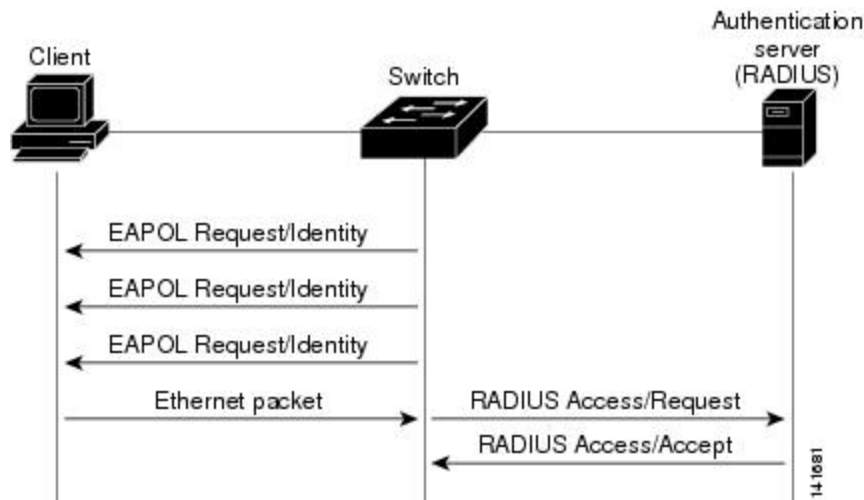 Client
Switch
Authentication
server
(RADIUS)
EAPOL Request/Identity
EAPOL Request/Identity
EAPOL Request/Identity
Ethernet packet
RADIUS Access/Request
RADIUS Access/Accept
141681